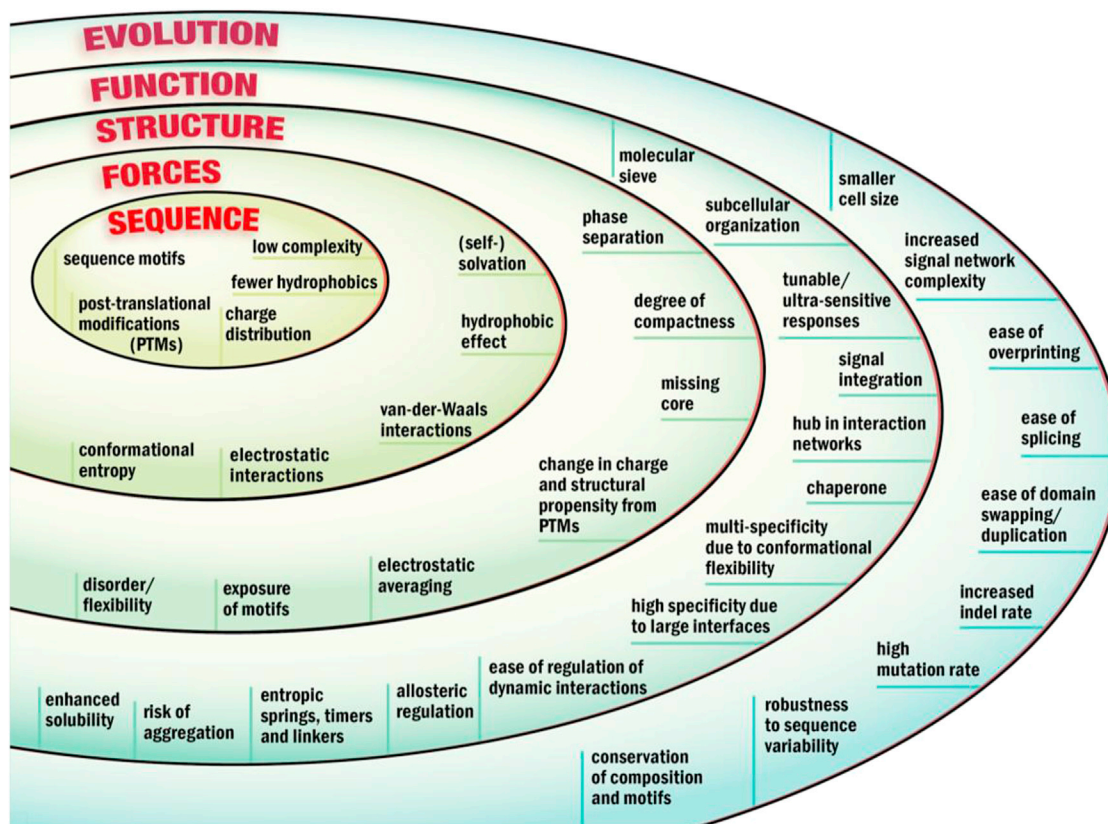 EVOLUTION
FUNCTION
STRUCTURE
FORCES
SEQUENCE
sequence motifs
low complexity
fewer hydrophobics
post-translational
modifications
(PTMs)
charge
distribution
(self-)
solvation
hydrophobic
effect
van-der-Waals
interactions
electrostatic
interactions
conformational
entropy
phase
separation
degree of
compactness
missing
core
change in charge
and structural
propensity from
PTMs
electrostatic
averaging
exposure
of motifs
disorder/
flexibility
molecular
sieve
subcellular
organization
tunable/
ultra-sensitive
responses
signal
integration
hub in interaction
networks
chaperone
multi-specificity
due to conformational
flexibility
high specificity due
to large interfaces
ease of regulation of
dynamic interactions
allosteric
regulation
entropic
springs, timers
and linkers
risk of
aggregation
enhanced
solubility
smaller
cell size
increased
signal network
complexity
ease of
overprinting
ease of
splicing
ease of domain
swapping/
duplication
increased
indel rate
high
mutation rate
robustness
to sequence
variability
conservation
of composition
and motifs